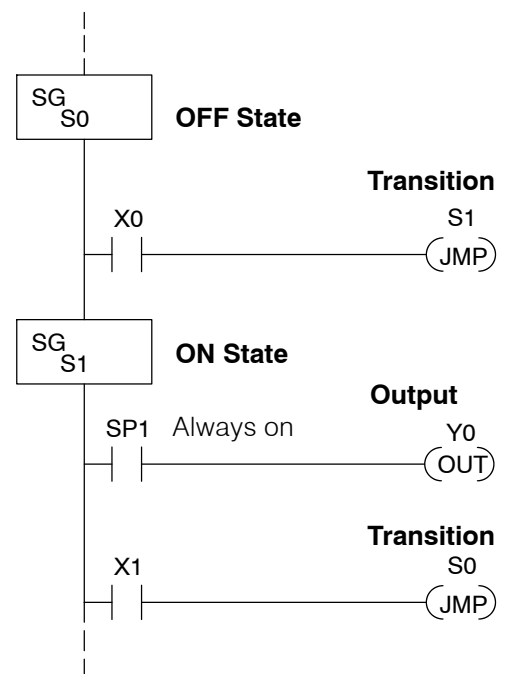 SG
S0
OFF State
Transition
X0
S1
JMP
SG
S1
ON State
Output
SP1 Always on
Y0
OUT
Transition
X1
S0
JMP